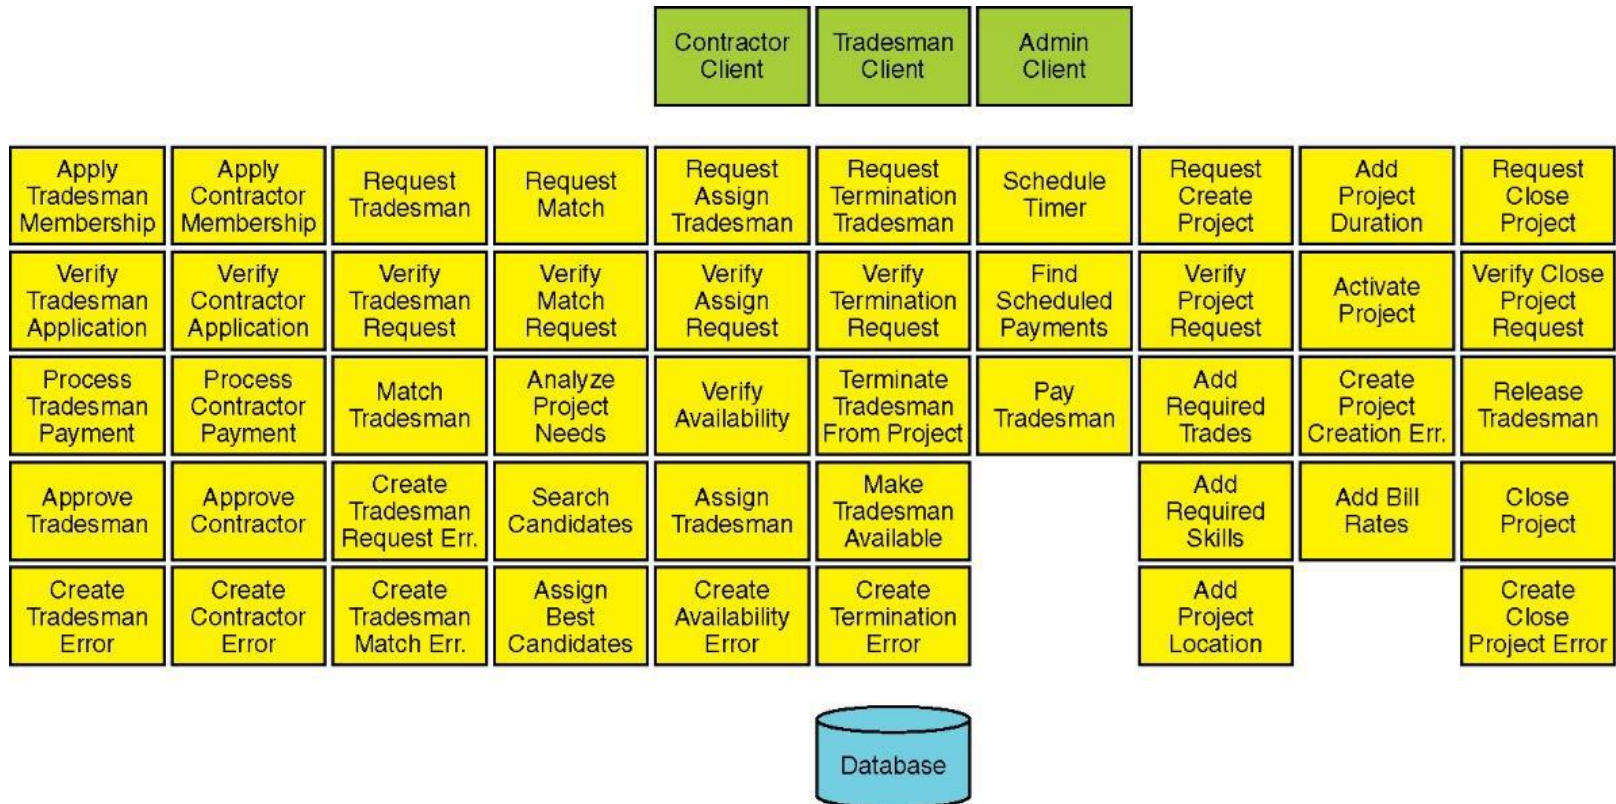 Contractor
Client
Tradesman
Client
Admin
Client
Apply
Tradesman
Membership
Apply
Contractor
Membership
Request
Tradesman
Request
Match
Request
Assign
Tradesman
Request
Termination
Tradesman
Schedule
Timer
Request
Create
Project
Add
Project
Duration
Request
Close
Project
Verify
Tradesman
Application
Verify
Contractor
Application
Verify
Tradesman
Request
Verify
Match
Request
Verify
Assign
Request
Verify
Termination
Request
Find
Scheduled
Payments
Verify
Project
Request
Activate
Project
Verify Close
Project
Request
Process
Tradesman
Payment
Process
Contractor
Payment
Match
Tradesman
Analyze
Project
Needs
Verify
Availability
Terminate
Tradesman
From Project
Pay
Tradesman
Add
Required
Trades
Create
Project
Creation Err.
Release
Tradesman
Approve
Tradesman
Approve
Contractor
Create
Tradesman
Request Err.
Search
Candidates
Assign
Tradesman
Make
Tradesman
Available
Add
Required
Skills
Add Bill
Rates
Close
Project
Create
Tradesman
Error
Create
Contractor
Error
Create
Tradesman
Match Err.
Assign
Best
Candidates
Create
Availability
Error
Create
Termination
Error
Add
Project
Location
Create
Close
Project Error
Database